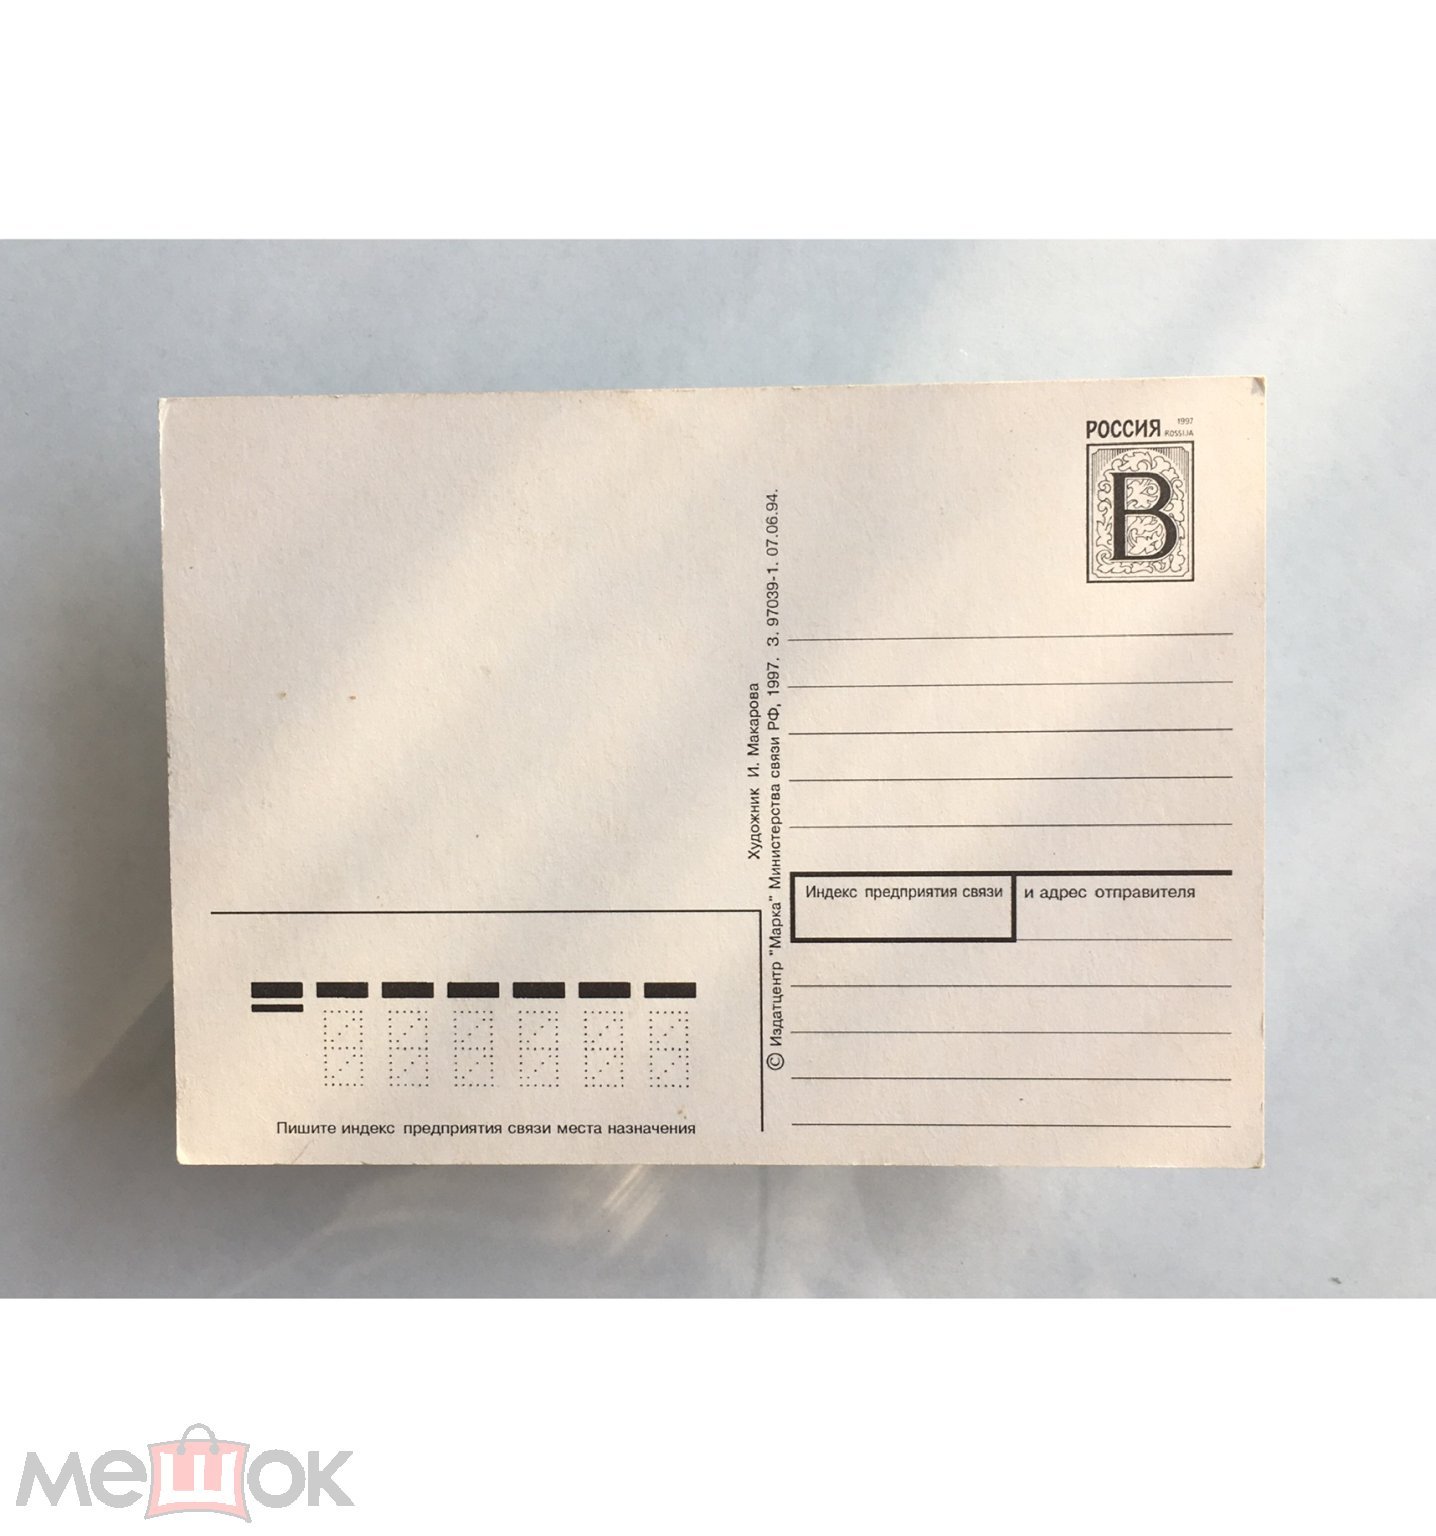 РОССИЯ 1997
ROSSIJA
В
Художник И. Макарова
© Издатцентр "Марка" Министерства связи РФ, 1997. З. 97039-1. 07.06.94.
Индекс предприятия связи и адрес отправителя
Пишите индекс предприятия связи места назначения
мешок